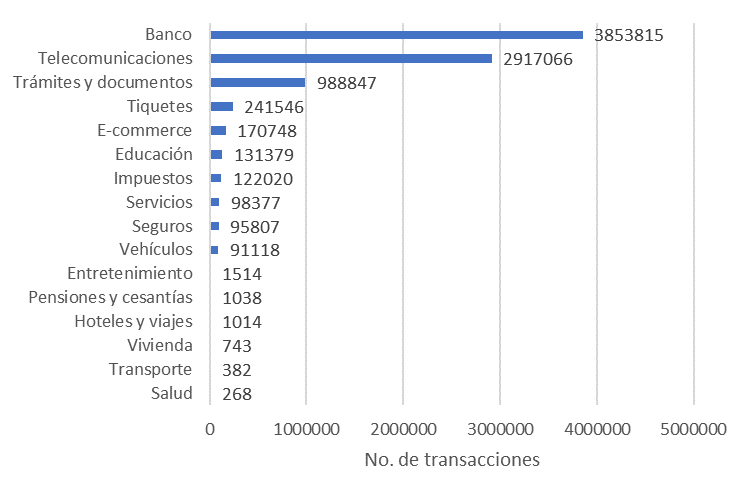 Banco 3853815
Telecomunicaciones 2917066
Trámites y documentos 988847
Tiquetes 241546
E-commerce 170748
Educación 131379
Impuestos 122020
Servicios 98377
Seguros 95807
Vehículos 91118
Entretenimiento 1514
Pensiones y cesantías 1038
Hoteles y viajes 1014
Vivienda 743
Transporte 382
Salud 268
0 1000000 2000000 3000000 4000000 5000000
No. de transacciones